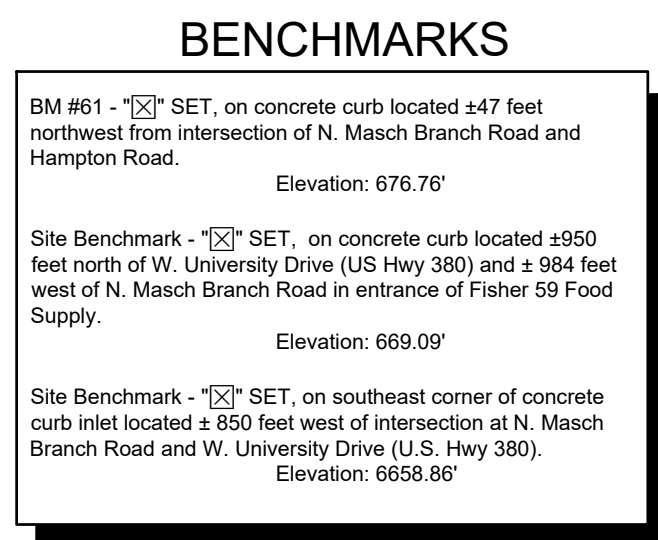 BENCHMARKS
BM #61 - "☒" SET, on concrete curb located ±47 feet
northwest from intersection of N. Masch Branch Road and
Hampton Road.
Elevation: 676.76'
Site Benchmark - "☒" SET,  on concrete curb located ±950
feet north of W. University Drive (US Hwy 380) and ± 984 feet
west of N. Masch Branch Road in entrance of Fisher 59 Food
Supply.
Elevation: 669.09'
Site Benchmark - "☒" SET, on southeast corner of concrete
curb inlet located ± 850 feet west of intersection at N. Masch
Branch Road and W. University Drive (U.S. Hwy 380).
Elevation: 6658.86'